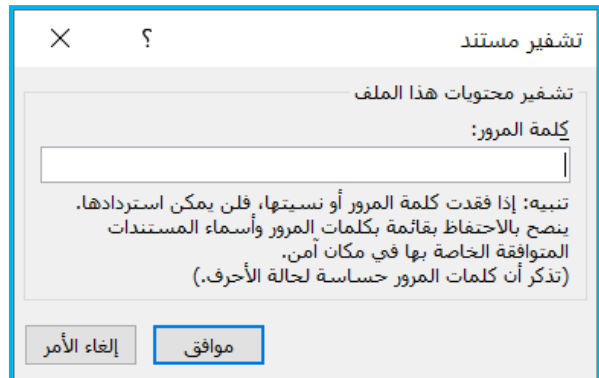 تشفير مستند ؟ ×
تشفير محتويات هذا الملف
كلمة المرور:
تنبيه: إذا فقدت كلمة المرور أو نسيتها، فلن يمكن استردادها.
ينصح بالاحتفاظ بقائمة بكلمات المرور وأسماء المستندات
المتوافقة الخاصة بها في مكان آمن.
(تذكر أن كلمات المرور حساسة لحالة الأحرف.)
موافق إلغاء الأمر